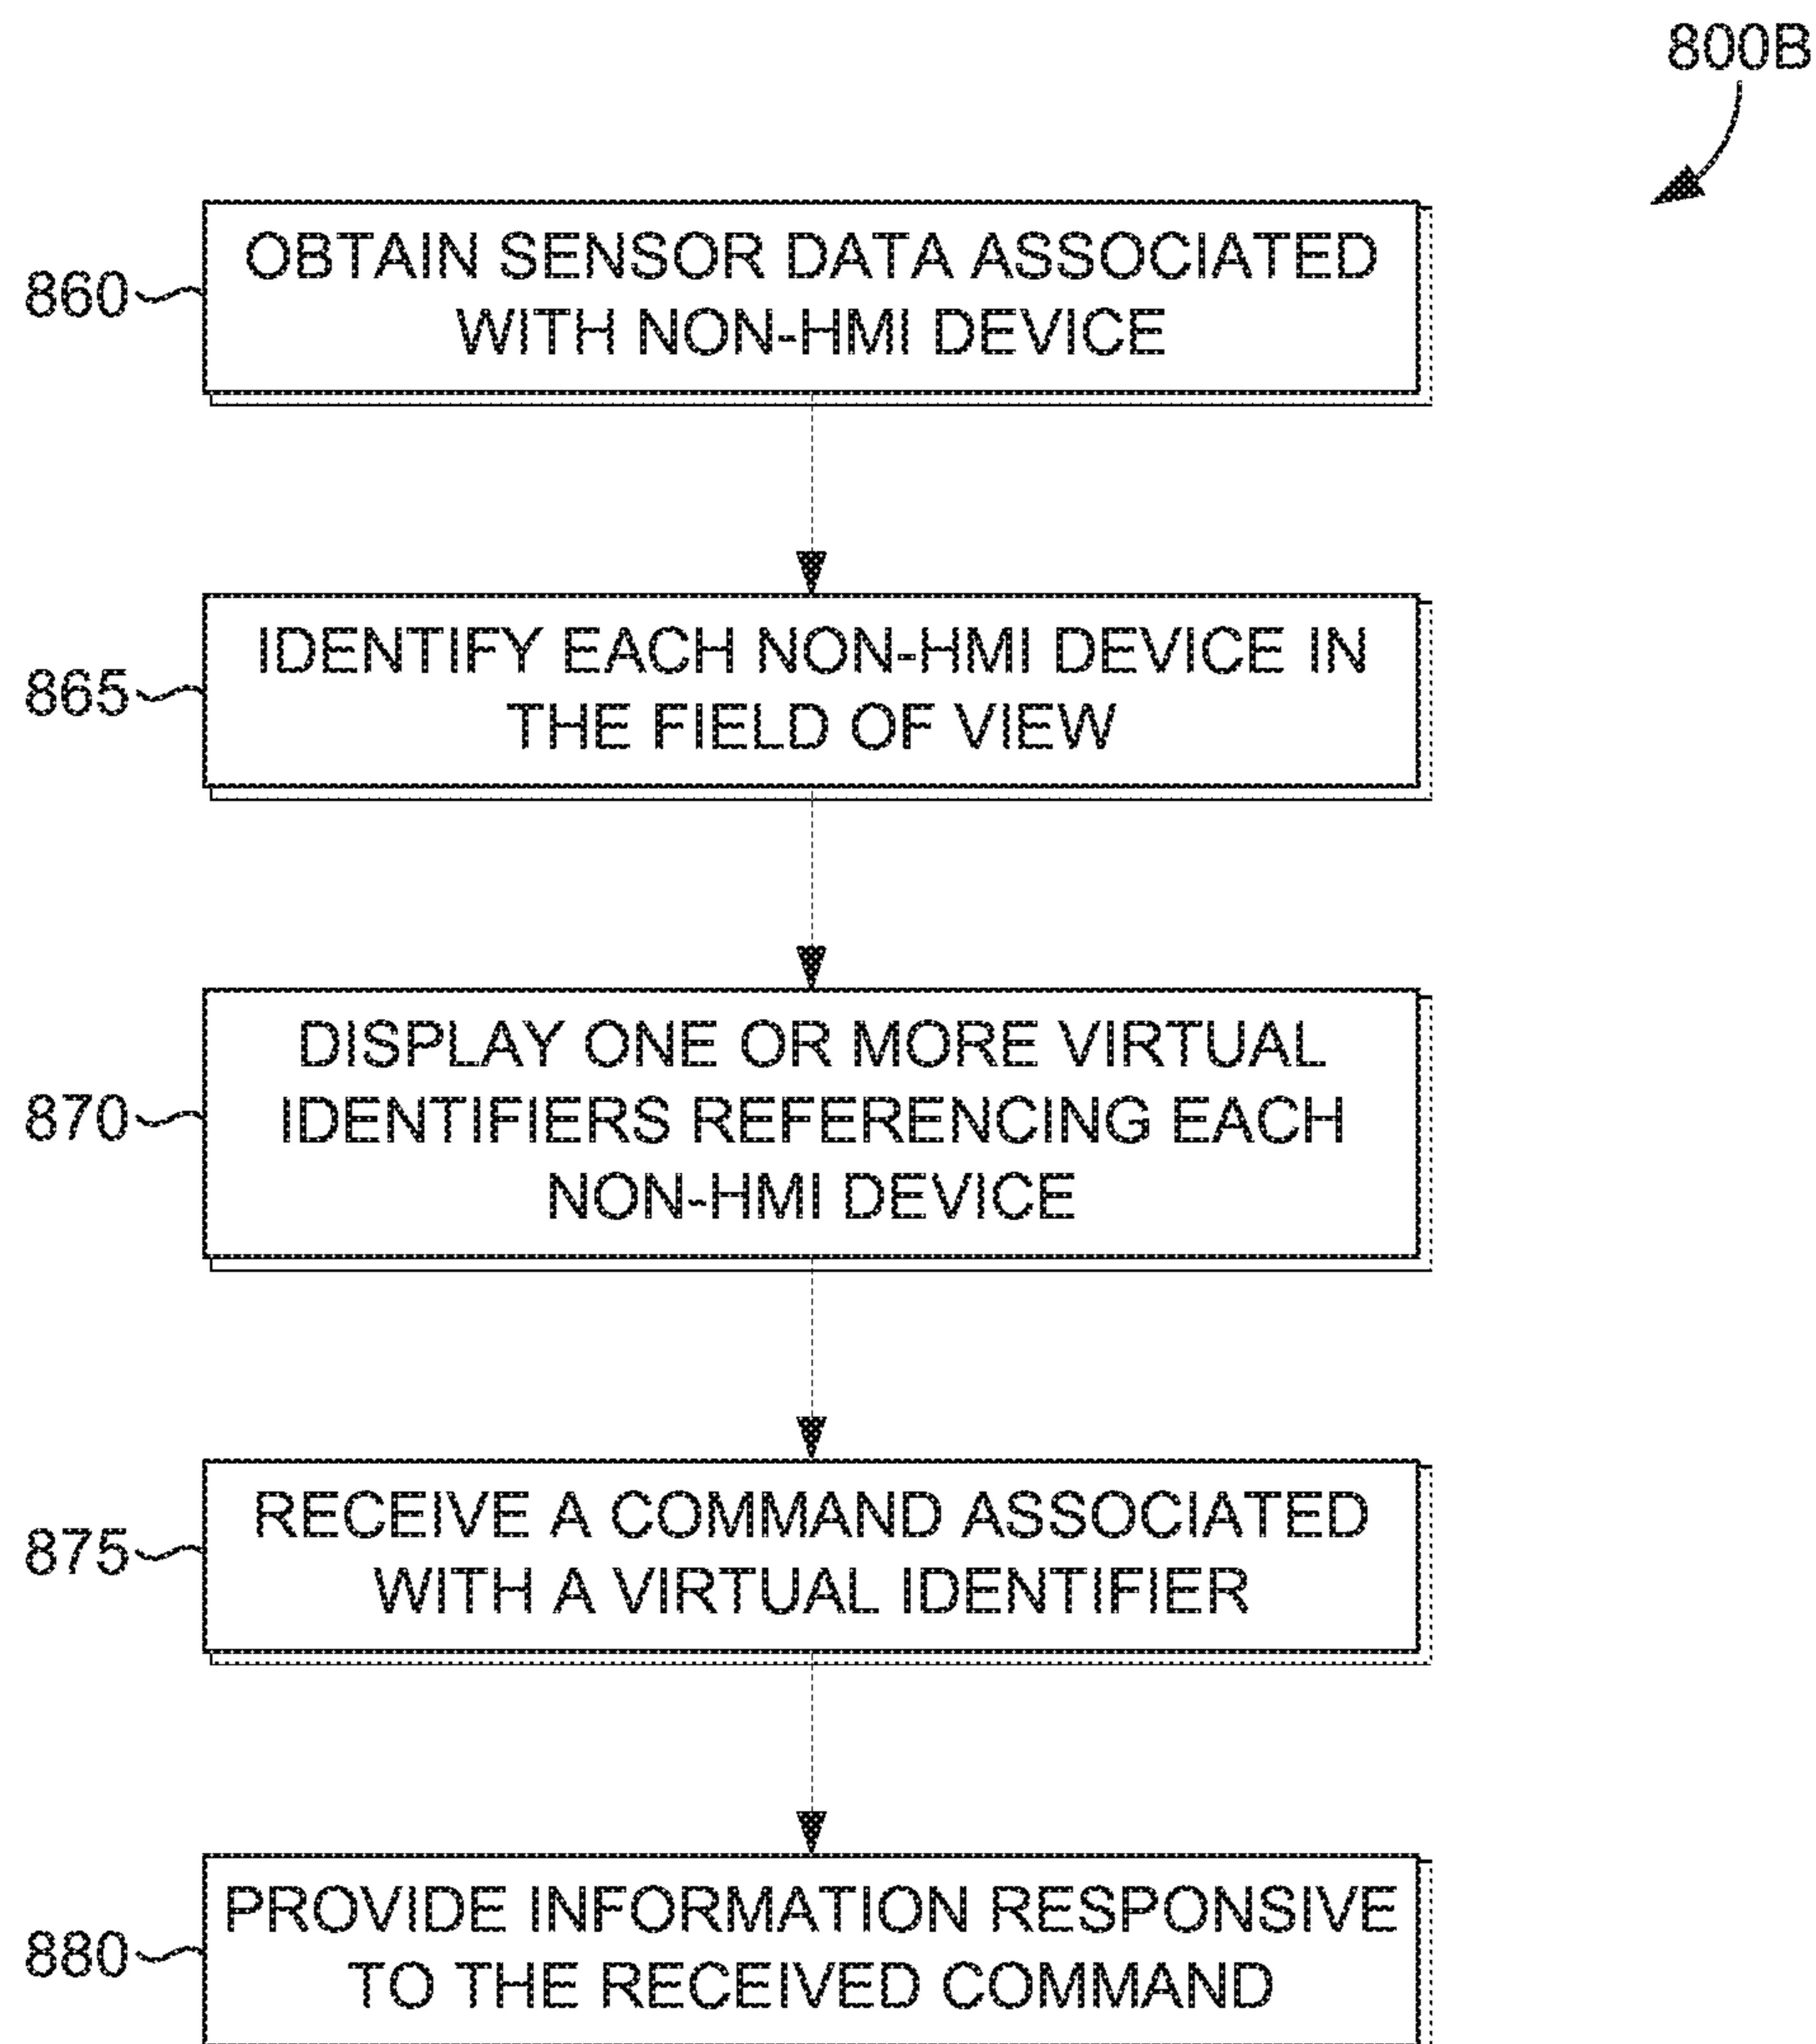 800B
860
OBTAIN SENSOR DATA ASSOCIATED
WITH NON-HMI DEVICE
865
IDENTIFY EACH NON-HMI DEVICE IN
THE FIELD OF VIEW
870
DISPLAY ONE OR MORE VIRTUAL
IDENTIFIERS REFERENCING EACH
NON-HMI DEVICE
875
RECEIVE A COMMAND ASSOCIATED
WITH A VIRTUAL IDENTIFIER
880
PROVIDE INFORMATION RESPONSIVE
TO THE RECEIVED COMMAND